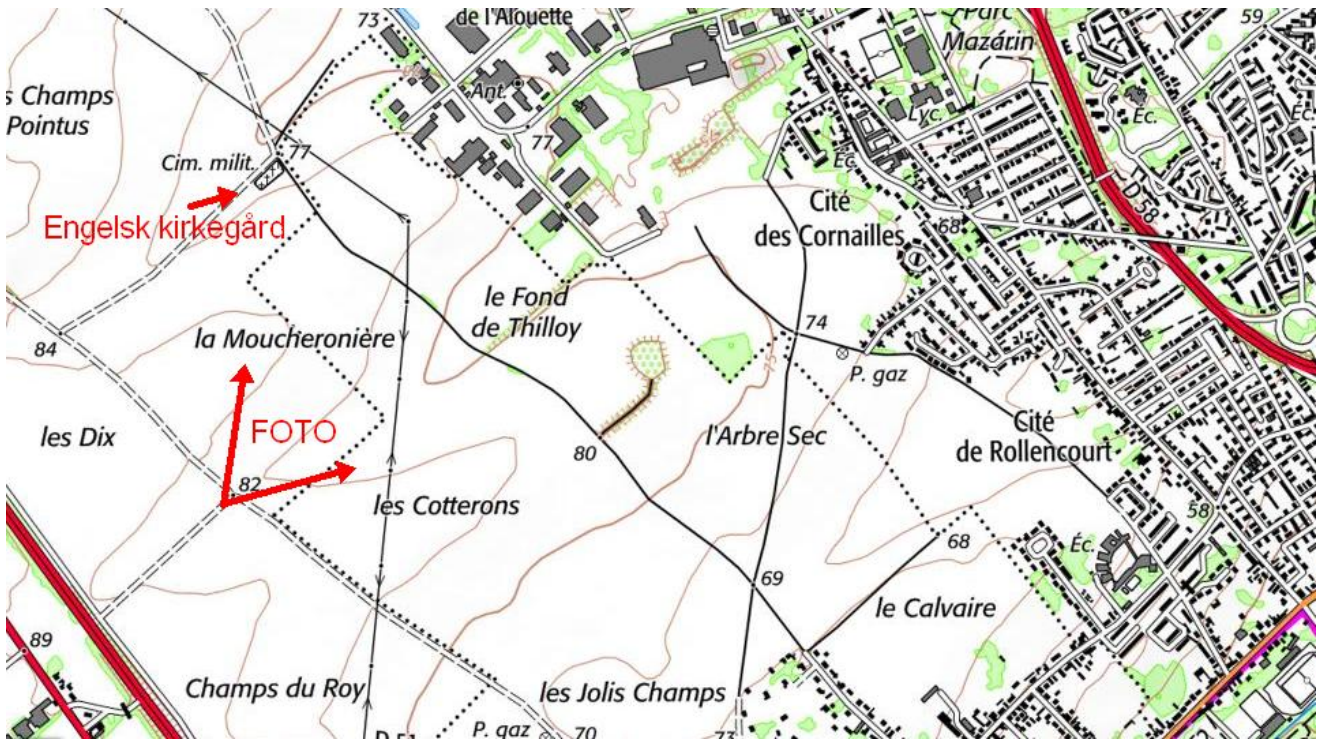 73
de l'Alouette
69
Parc
Mazarin
59
s Champs
Pointus
Ant.
Lyc.
Éc.
Éc.
D 58
77
77
Cim. milit.
Éc.
Engelsk kirkegård
Cité
des Cornailles
68
le Fond
de Thilloy
la Moucheronière
84
74
75
P. gaz
FOTO
les Dix
l'Arbre Sec
Cité
de Rollencourt
80
82
les Cotterons
58
68
Éc.
69
le Calvaire
89
Champs du Roy
les Jolis Champs
P. gaz
70
73
D 51